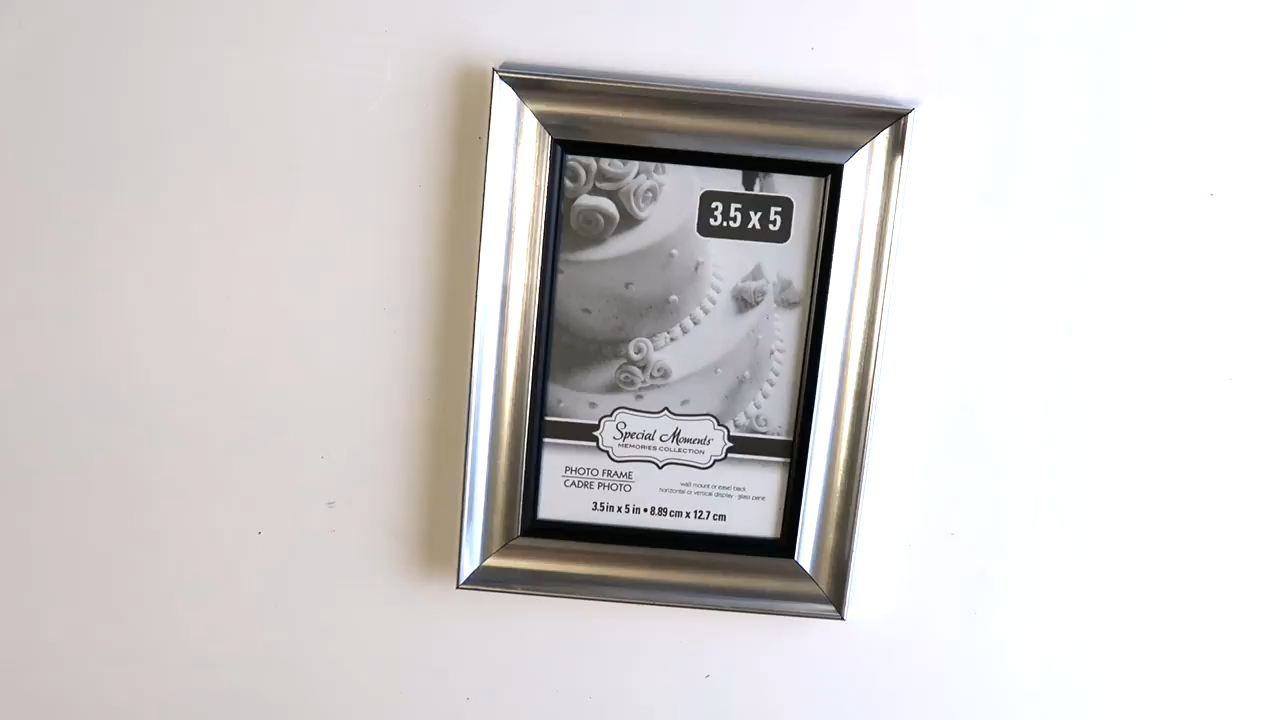 3.5 x 5
Special Moments
MEMORIES COLLECTION
PHOTO FRAME
CADRE PHOTO
wall mount or easel back
horizontal or vertical display · glass pane
3.5 in x 5 in • 8.89 cm x 12.7 cm